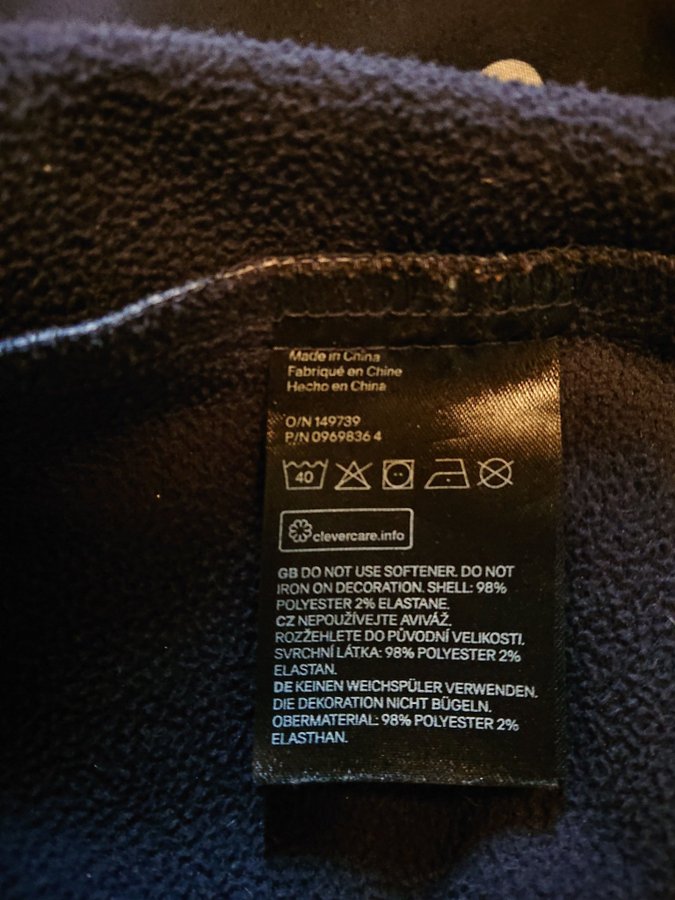 Made in China
Fabriqué en Chine
Hecho en China
O/N 149739
P/N 0969836 4
40
clevercare.info
GB DO NOT USE SOFTENER. DO NOT
IRON ON DECORATION. SHELL: 98%
POLYESTER 2% ELASTANE.
CZ NEPOUŽÍVEJTE AVIVÁŽ.
ROZŽEHLETE DO PŮVODNÍ VELIKOSTI.
SVRCHNÍ LÁTKA: 98% POLYESTER 2%
ELASTAN.
DE KEINEN WEICHSPÜLER VERWENDEN.
DIE DEKORATION NICHT BÜGELN.
OBERMATERIAL: 98% POLYESTER 2%
ELASTHAN.